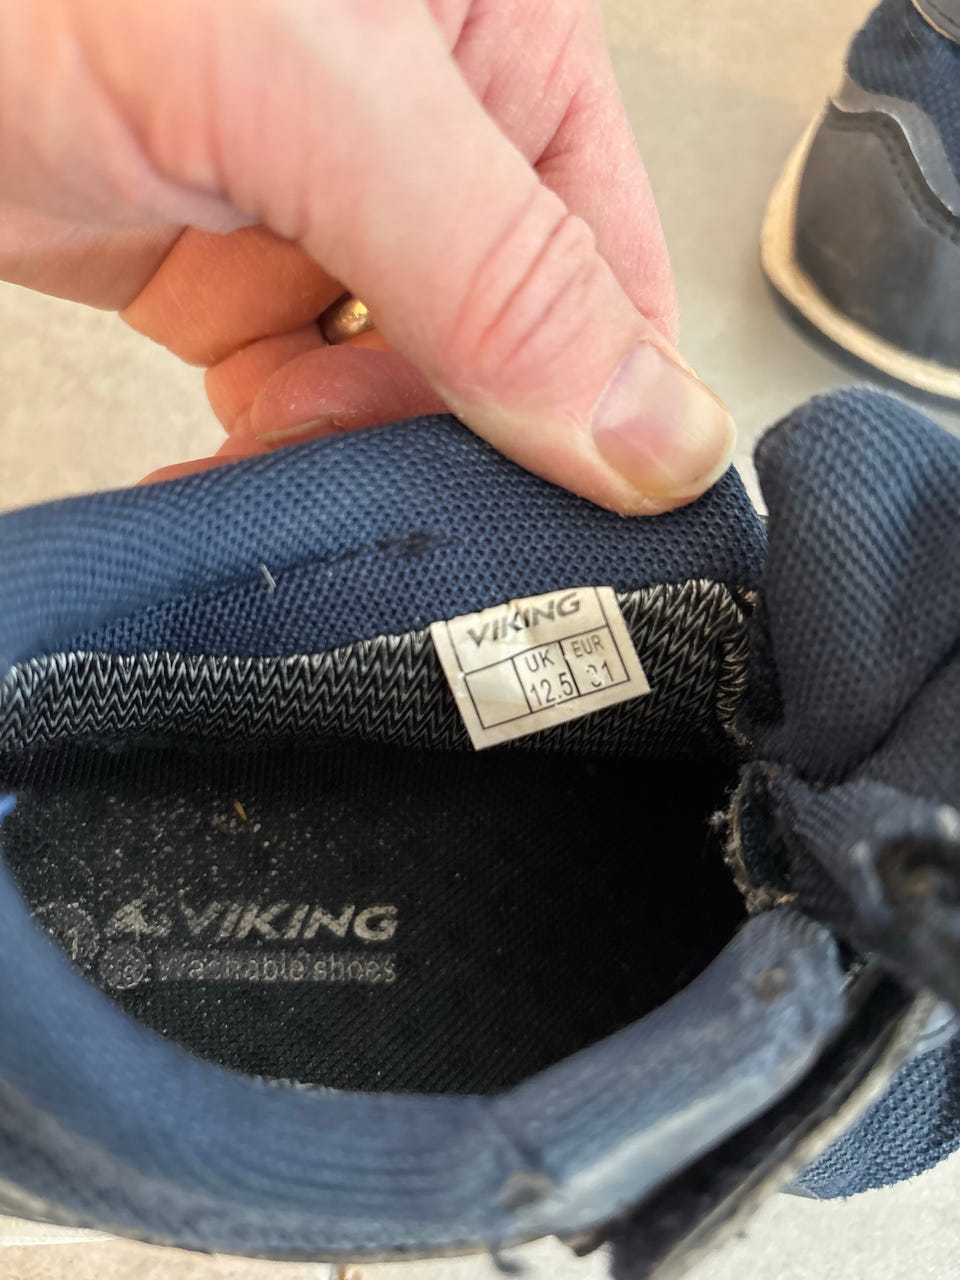 VIKING
UK EUR
12.5 31
VIKING
Washable shoes